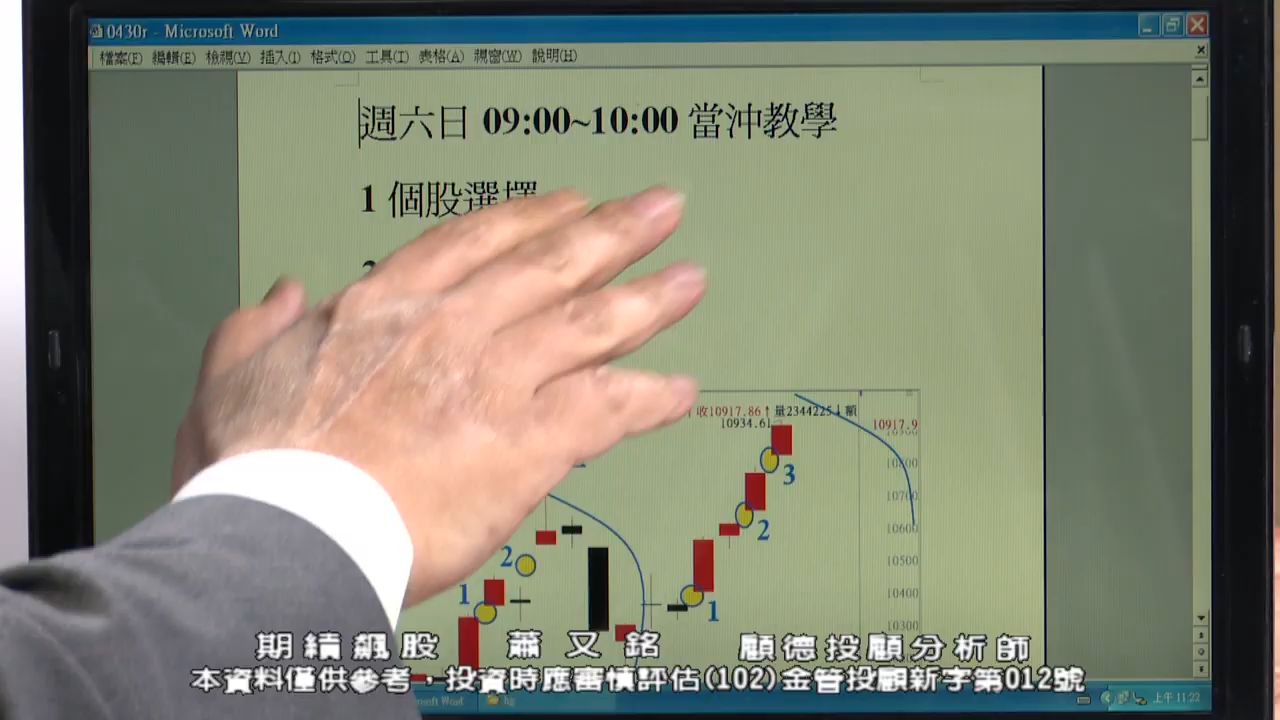 0430r - Microsoft Word
檔案(F) 編輯(E) 檢視(V) 插入(I) 格式(O) 工具(T) 表格(A) 視窗(W) 說明(H)
週六日 09:00~10:00 當沖教學
1 個股選擇
收10917.86↑ 量2344225↓ 額
10934.61
10917.9
10800
3
10700
2
10600
2
10500
1
1
10400
10300
期績飆股 蕭又銘 顧德投顧分析師
本資料僅供參考，投資時應審慎評估(102)金管投顧新字第012號
上午 11:22